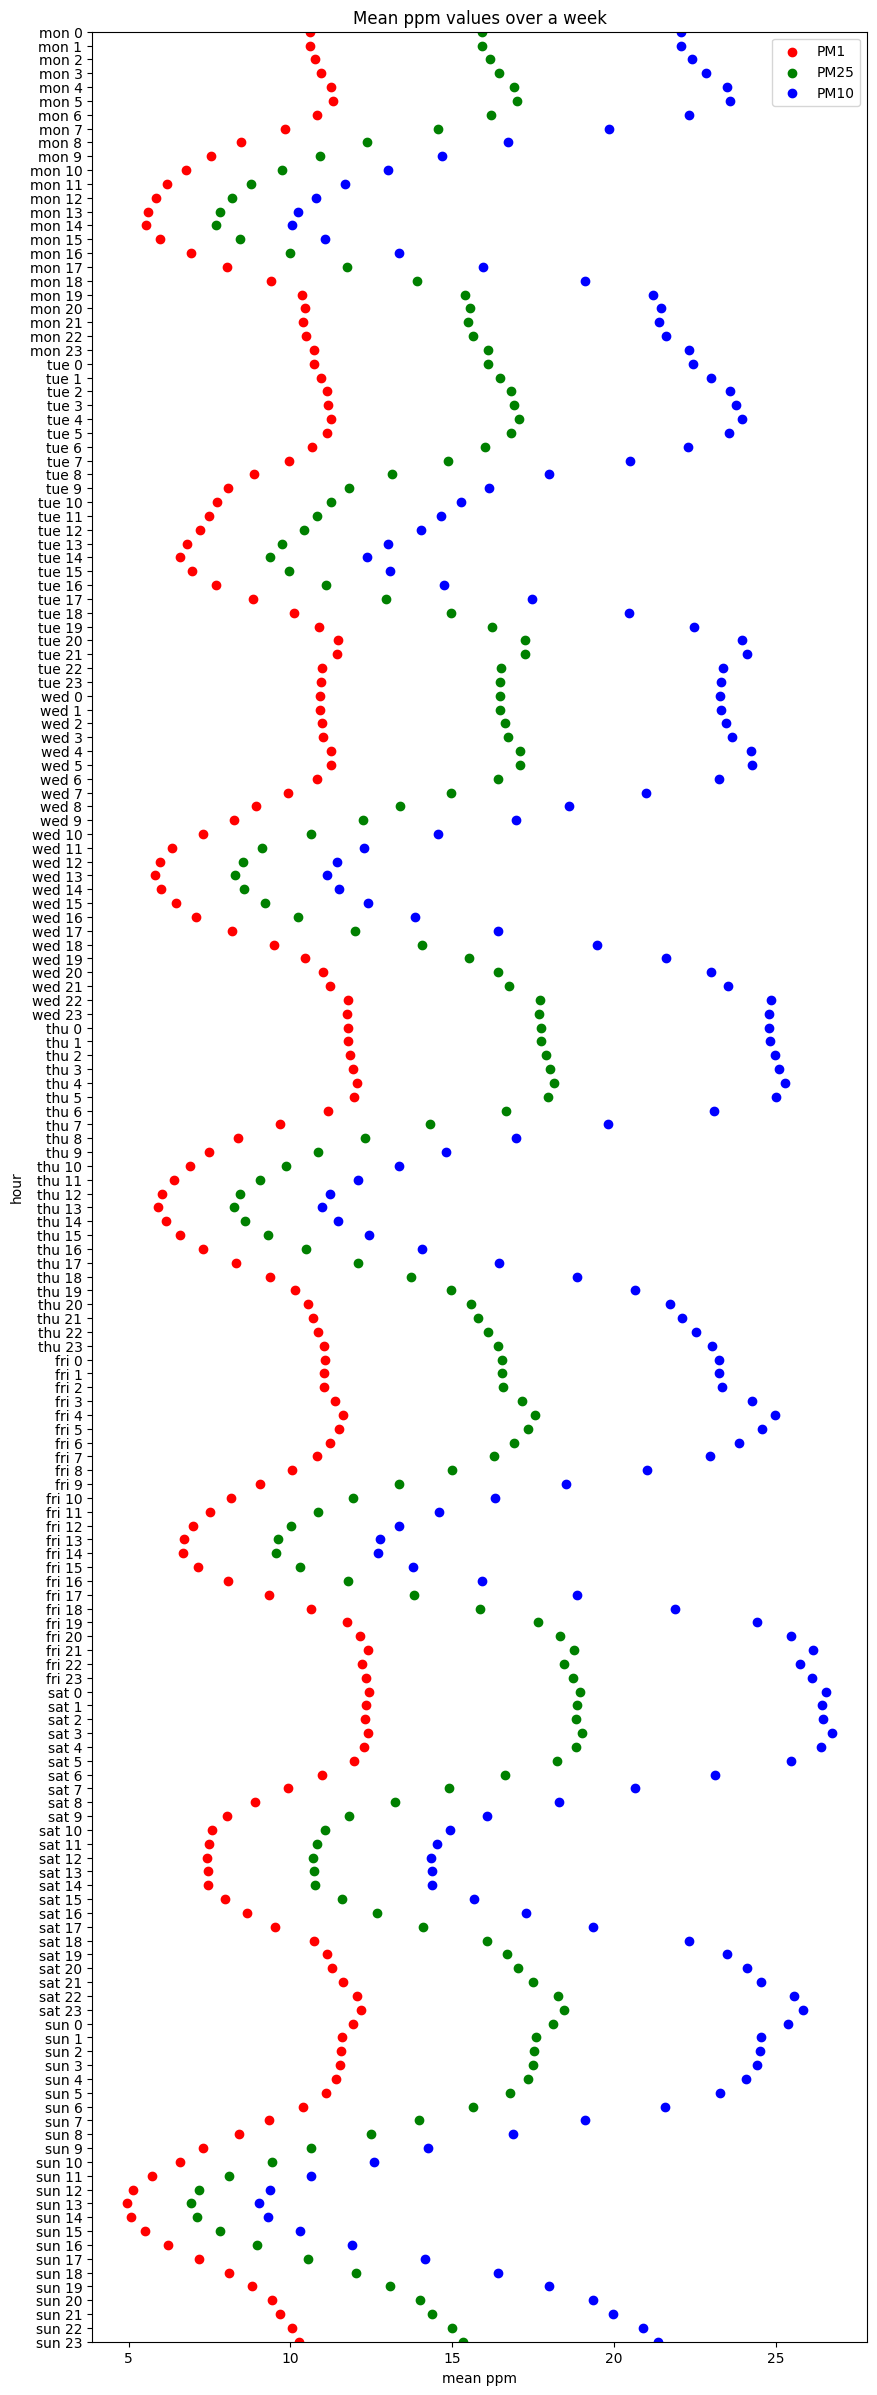 Mean ppm values over a week
PM1
PM25
PM10
mon 0
mon 1
mon 2
mon 3
mon 4
mon 5
mon 6
mon 7
mon 8
mon 9
mon 10
mon 11
mon 12
mon 13
mon 14
mon 15
mon 16
mon 17
mon 18
mon 19
mon 20
mon 21
mon 22
mon 23
tue 0
tue 1
tue 2
tue 3
tue 4
tue 5
tue 6
tue 7
tue 8
tue 9
tue 10
tue 11
tue 12
tue 13
tue 14
tue 15
tue 16
tue 17
tue 18
tue 19
tue 20
tue 21
tue 22
tue 23
wed 0
wed 1
wed 2
wed 3
wed 4
wed 5
wed 6
wed 7
wed 8
wed 9
wed 10
wed 11
wed 12
wed 13
wed 14
wed 15
wed 16
wed 17
wed 18
wed 19
wed 20
wed 21
wed 22
wed 23
thu 0
thu 1
thu 2
thu 3
thu 4
thu 5
thu 6
thu 7
thu 8
thu 9
thu 10
thu 11
thu 12
thu 13
thu 14
thu 15
thu 16
thu 17
thu 18
thu 19
thu 20
thu 21
thu 22
thu 23
fri 0
fri 1
fri 2
fri 3
fri 4
fri 5
fri 6
fri 7
fri 8
fri 9
fri 10
fri 11
fri 12
fri 13
fri 14
fri 15
fri 16
fri 17
fri 18
fri 19
fri 20
fri 21
fri 22
fri 23
sat 0
sat 1
sat 2
sat 3
sat 4
sat 5
sat 6
sat 7
sat 8
sat 9
sat 10
sat 11
sat 12
sat 13
sat 14
sat 15
sat 16
sat 17
sat 18
sat 19
sat 20
sat 21
sat 22
sat 23
sun 0
sun 1
sun 2
sun 3
sun 4
sun 5
sun 6
sun 7
sun 8
sun 9
sun 10
sun 11
sun 12
sun 13
sun 14
sun 15
sun 16
sun 17
sun 18
sun 19
sun 20
sun 21
sun 22
sun 23
hour
5 10 15 20 25
mean ppm